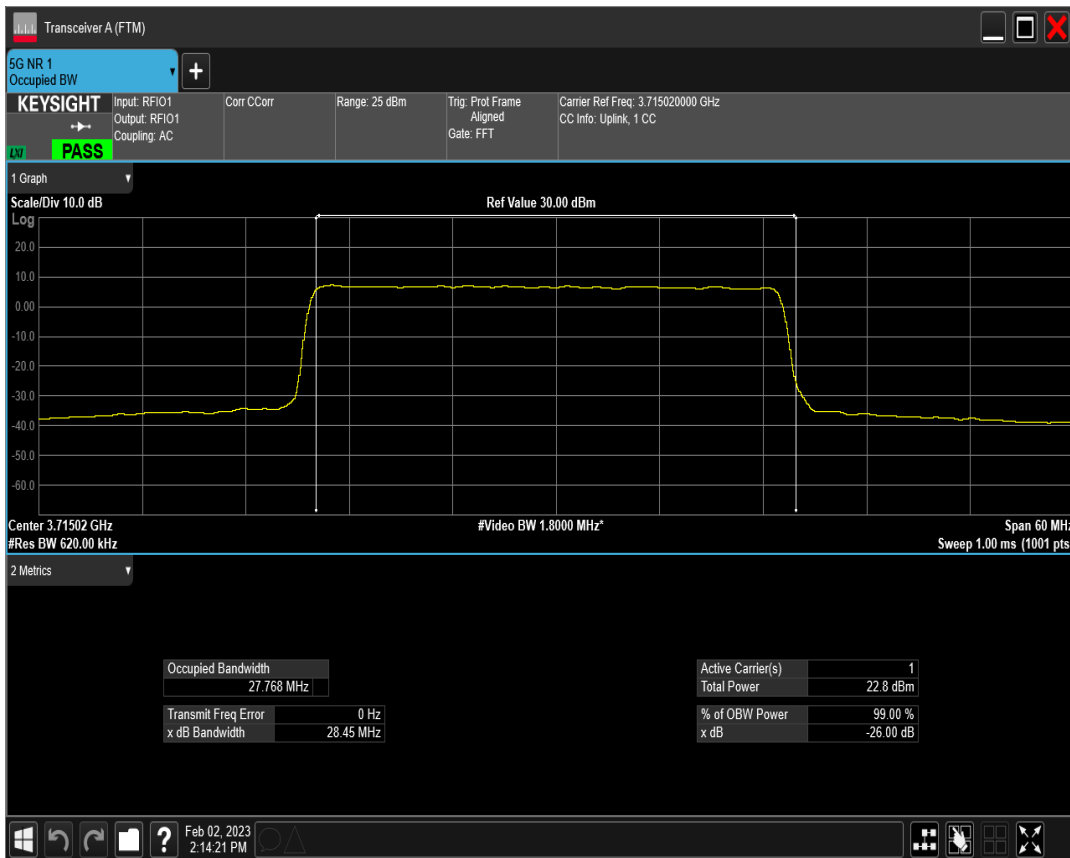 Transceiver A (FTM)
5G NR 1
Occupied BW
+
KEYSIGHT
LXI
PASS
Input: RFIO1
Output: RFIO1
Coupling: AC
Corr CCorr
Range: 25 dBm
Trig: Prot Frame
Aligned
Gate: FFT
Carrier Ref Freq: 3.715020000 GHz
CC Info: Uplink, 1 CC
1 Graph
Scale/Div 10.0 dB
Ref Value 30.00 dBm
Log
20.0
10.0
0.00
-10.0
-20.0
-30.0
-40.0
-50.0
-60.0
Center 3.71502 GHz
#Video BW 1.8000 MHz*
Span 60 MHz
#Res BW 620.00 kHz
Sweep 1.00 ms (1001 pts
2 Metrics
Occupied Bandwidth
27.768 MHz
Transmit Freq Error 0 Hz
x dB Bandwidth 28.45 MHz
Active Carrier(s) 1
Total Power 22.8 dBm
% of OBW Power 99.00 %
x dB -26.00 dB
?
Feb 02, 2023
2:14:21 PM